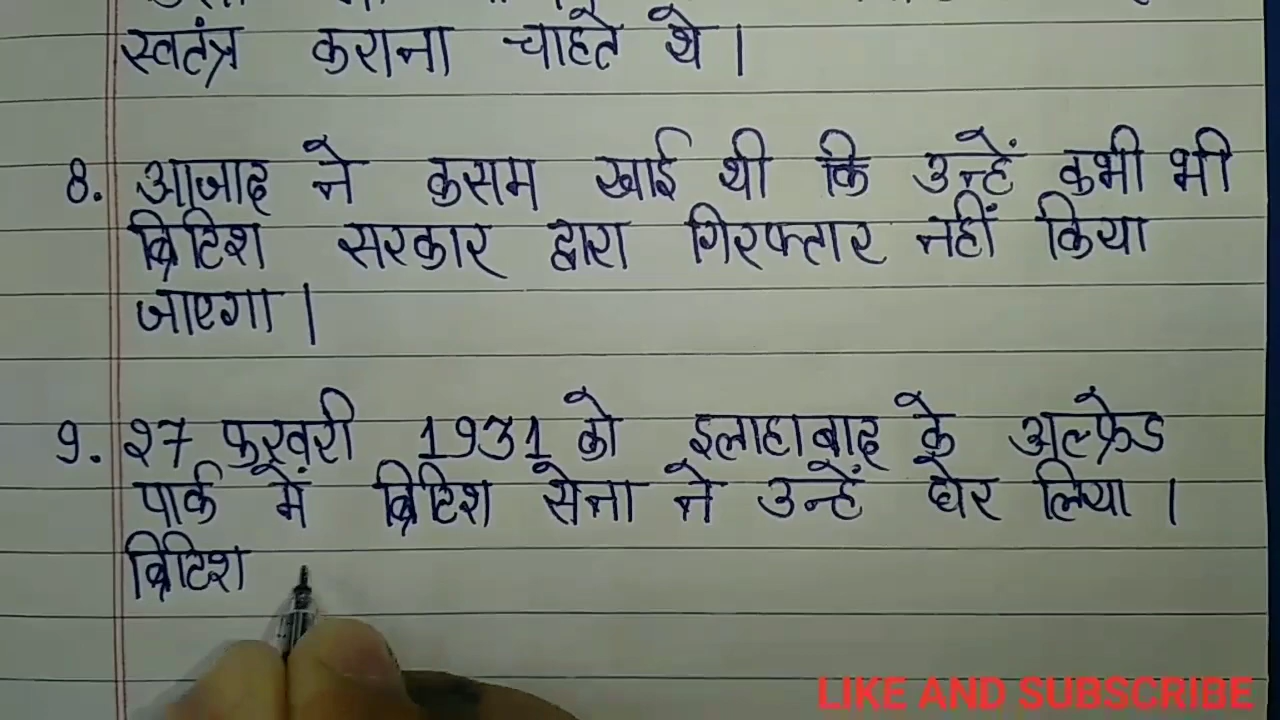 स्वतंत्र कराना चाहते थे।
8. आजाद ने कसम खाई थी कि उन्हें कभी भी
ब्रिटिश सरकार द्वारा गिरफ्तार नहीं किया
जाएगा।
9. 27 फरवरी 1931 को इलाहाबाद के अल्फ्रेड
पार्क में ब्रिटिश सेना ने उन्हें घेर लिया।
ब्रिटिश
LIKE AND SUBSCRIBE